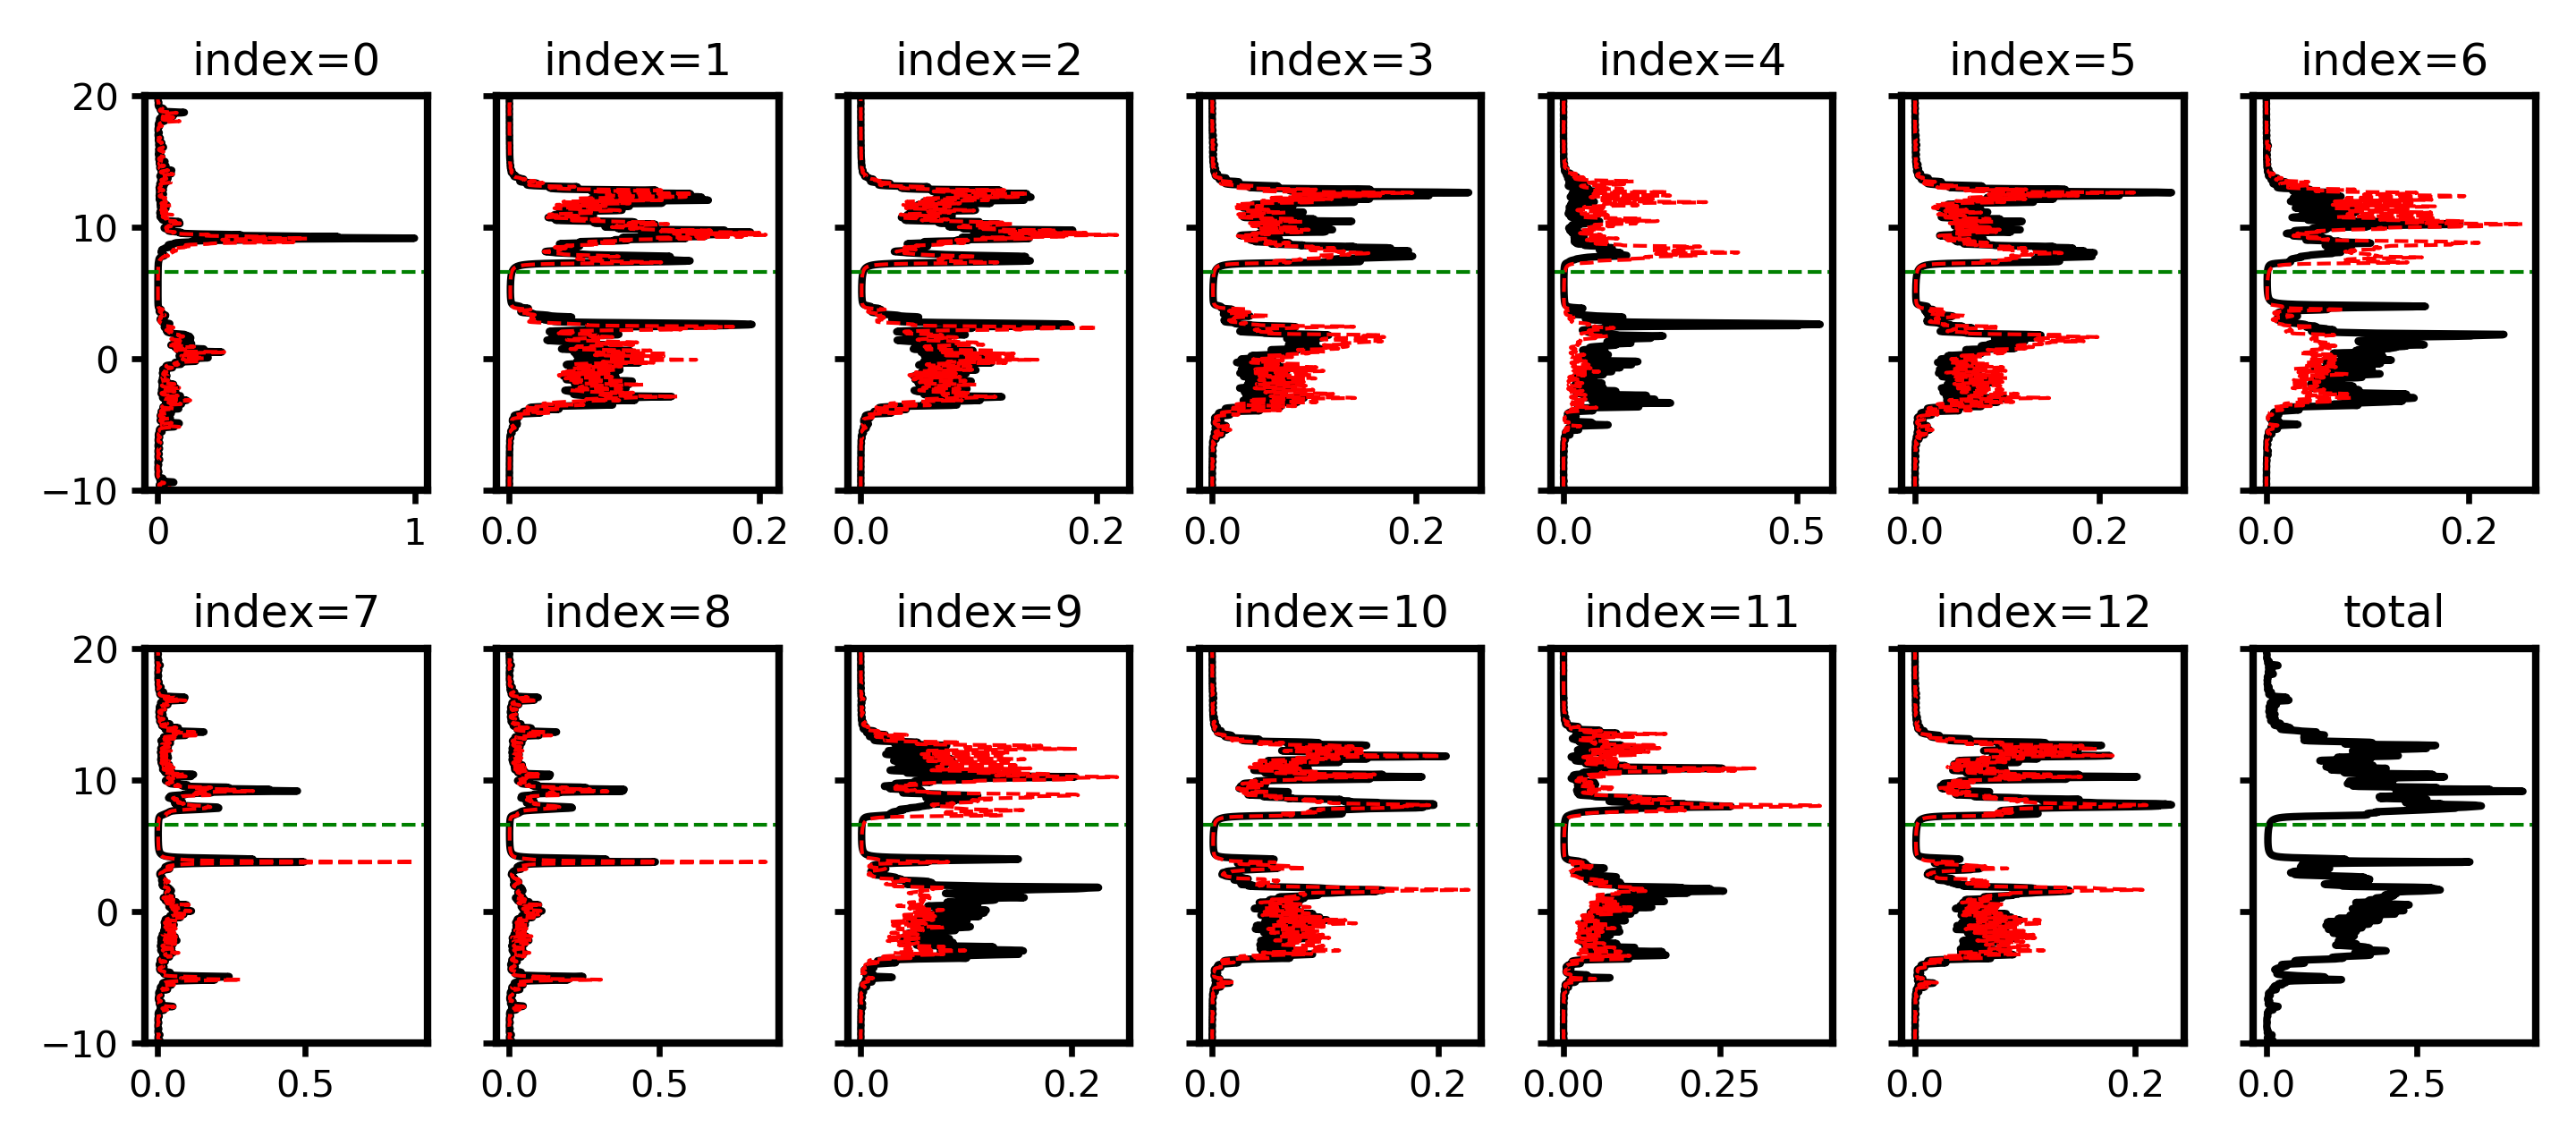 index=0 index=1 index=2 index=3 index=4 index=5 index=6
20
10
0
−10
0 1 0.0 0.2 0.0 0.2 0.0 0.2 0.0 0.5 0.0 0.2 0.0 0.2
index=7 index=8 index=9 index=10 index=11 index=12 total
20
10
0
−10
0.0 0.5 0.0 0.5 0.0 0.2 0.0 0.2 0.00 0.25 0.0 0.2 0.0 2.5